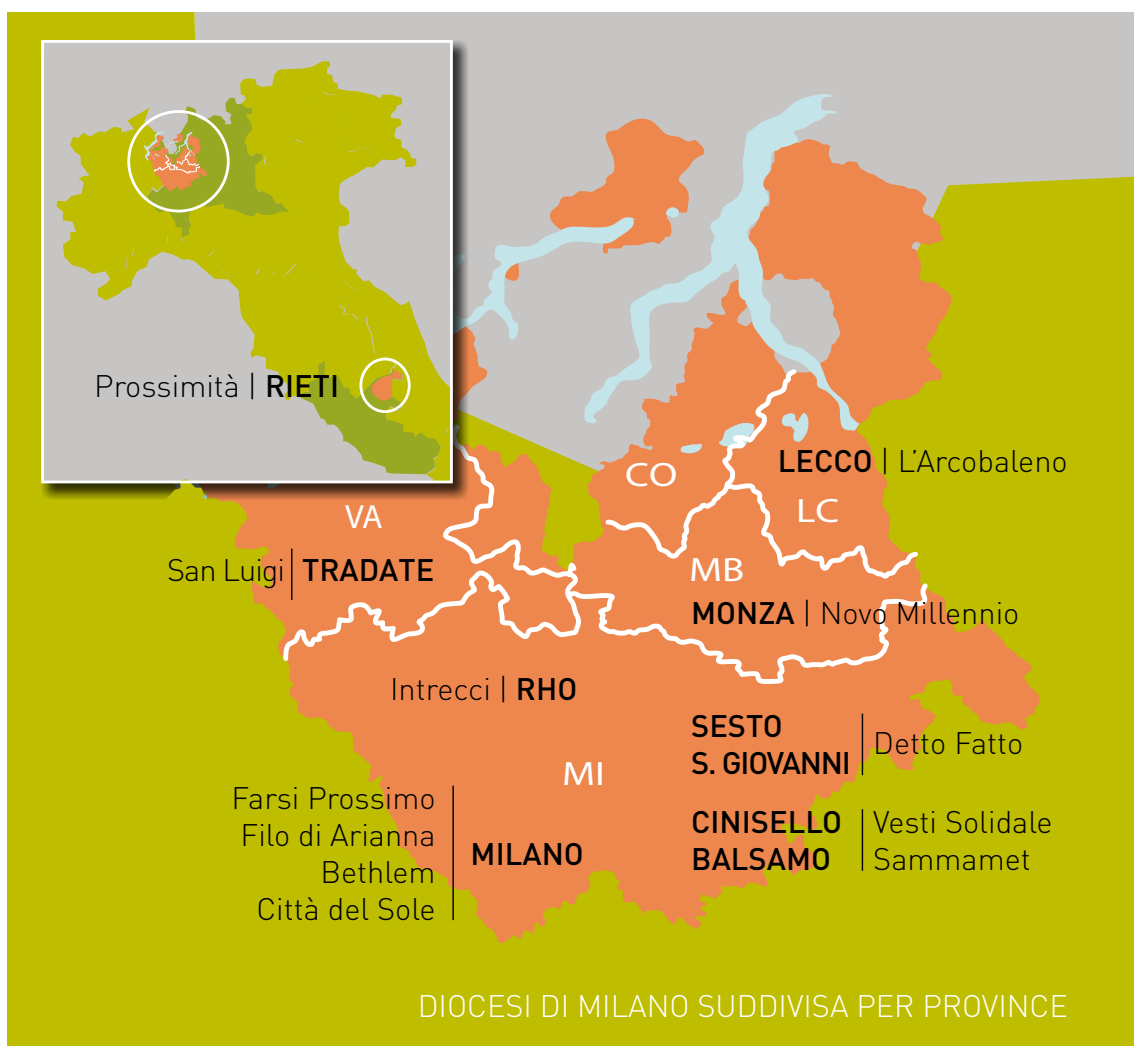 Prossimità | RIETI
CO
LECCO | L'Arcobaleno
VA
LC
San Luigi | TRADATE
MB
MONZA | Novo Millennio
Intrecci | RHO
SESTO
S. GIOVANNI | Detto Fatto
MI
Farsi Prossimo
Filo di Arianna
Bethlem
Città del Sole
MILANO
CINISELLO
BALSAMO
Vesti Solidale
Sammamet
DIOCESI DI MILANO SUDDIVISA PER PROVINCE